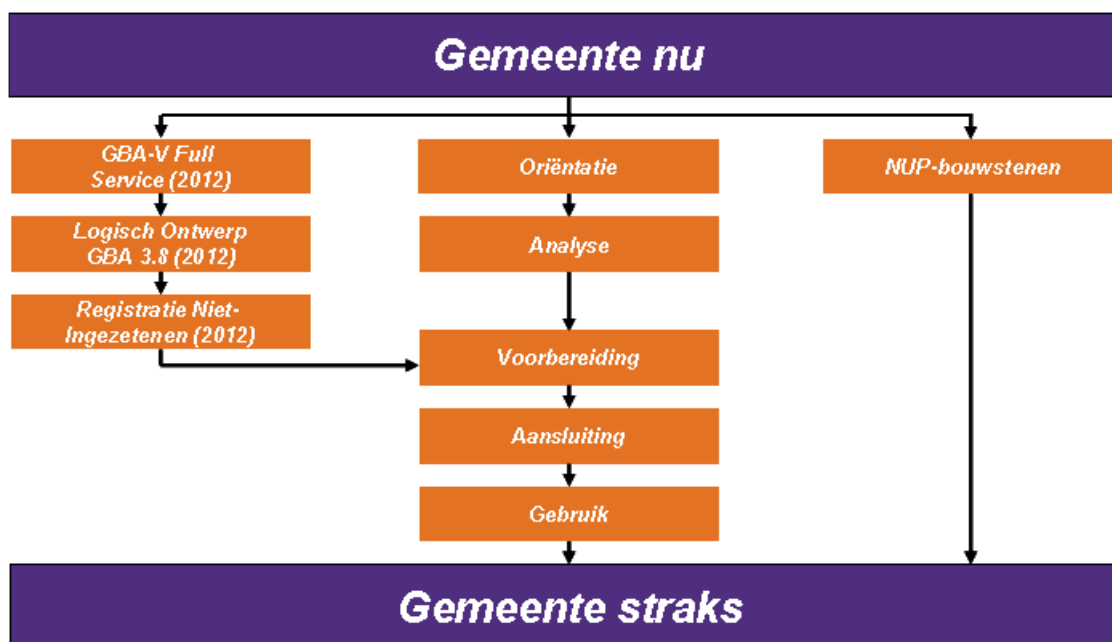 Gemeente nu
GBA-V Full
Service (2012)
Logisch Ontwerp
GBA 3.8 (2012)
Registratie Niet-
Ingezetenen (2012)
Oriëntatie
Analyse
Voorbereiding
Aansluiting
Gebruik
NUP-bouwstenen
Gemeente straks